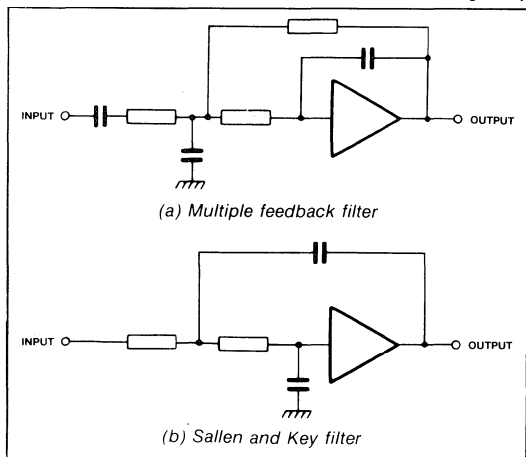 INPUT
OUTPUT
(a) Multiple feedback filter
INPUT
OUTPUT
(b) Sallen and Key filter